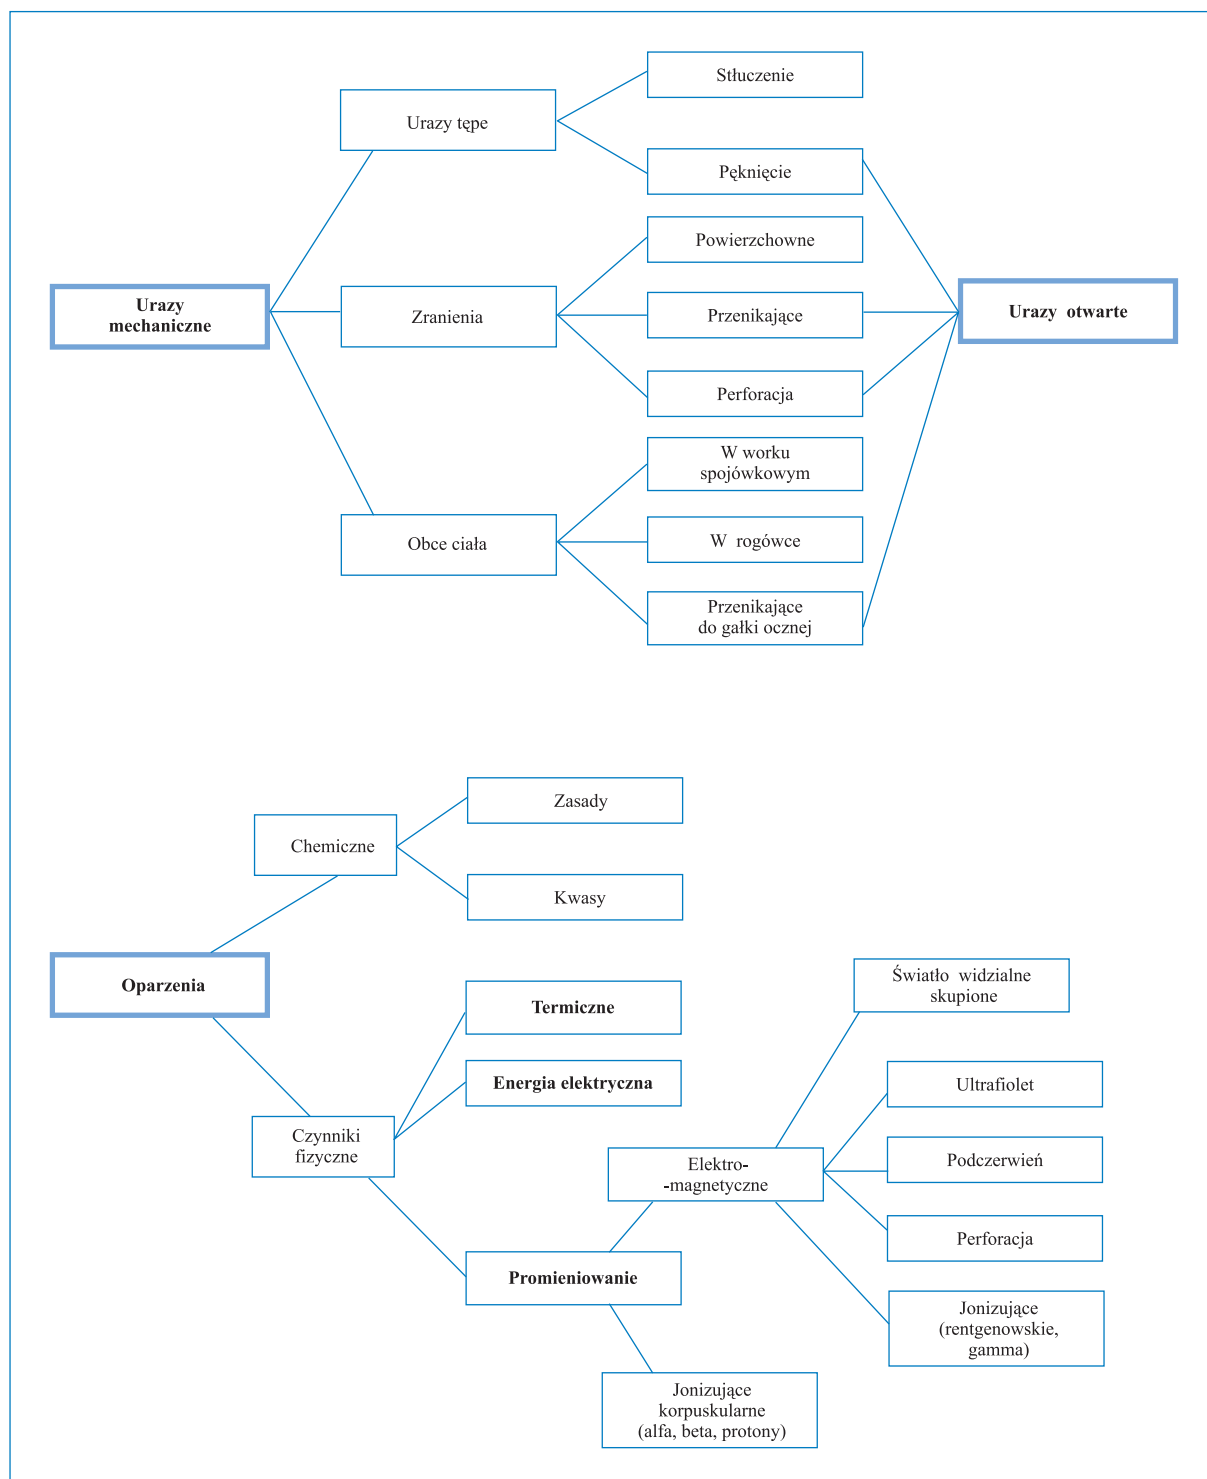 Stłuczenie
Urazy tępe
Pęknięcie
Powierzchowne
Urazy
mechaniczne
Zranienia
Przenikające
Urazy otwarte
Perforacja
W worku
spojówkowym
Obce ciała
W rogówce
Przenikające
do gałki ocznej
Zasady
Chemiczne
Kwasy
Oparzenia
Światło widzialne
skupione
Termiczne
Energia elektryczna
Ultrafiolet
Czynniki
fizyczne
Elektro-
-magnetyczne
Podczerwień
Perforacja
Promieniowanie
Jonizujące
(rentgenowskie,
gamma)
Jonizujące
korpuskularne
(alfa, beta, protony)